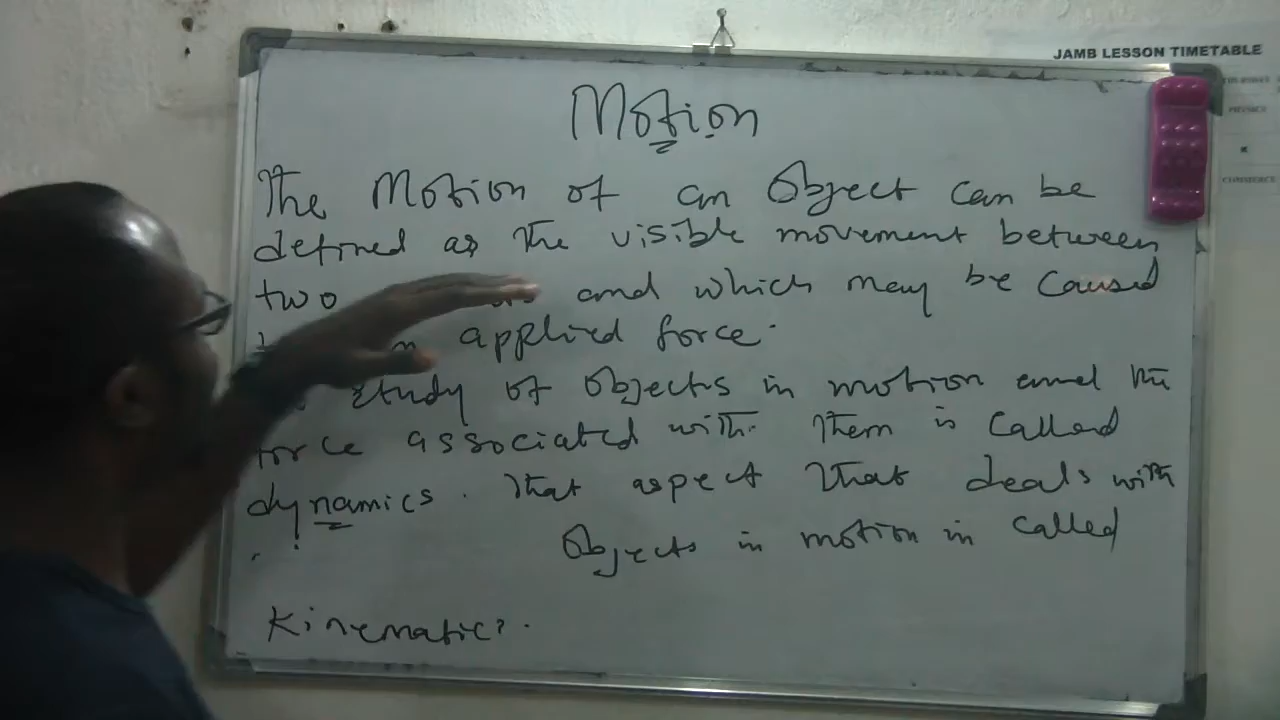 JAMB LESSON TIMETABLE
Motion
The Motion of an Object can be
defined as the visible movement between
two and which may be caused
applied force.
study of objects in motion and the
force associated with them is called
dynamics. That aspect that deals with
Objects in motion in called
Kinematics.
PHYSICS